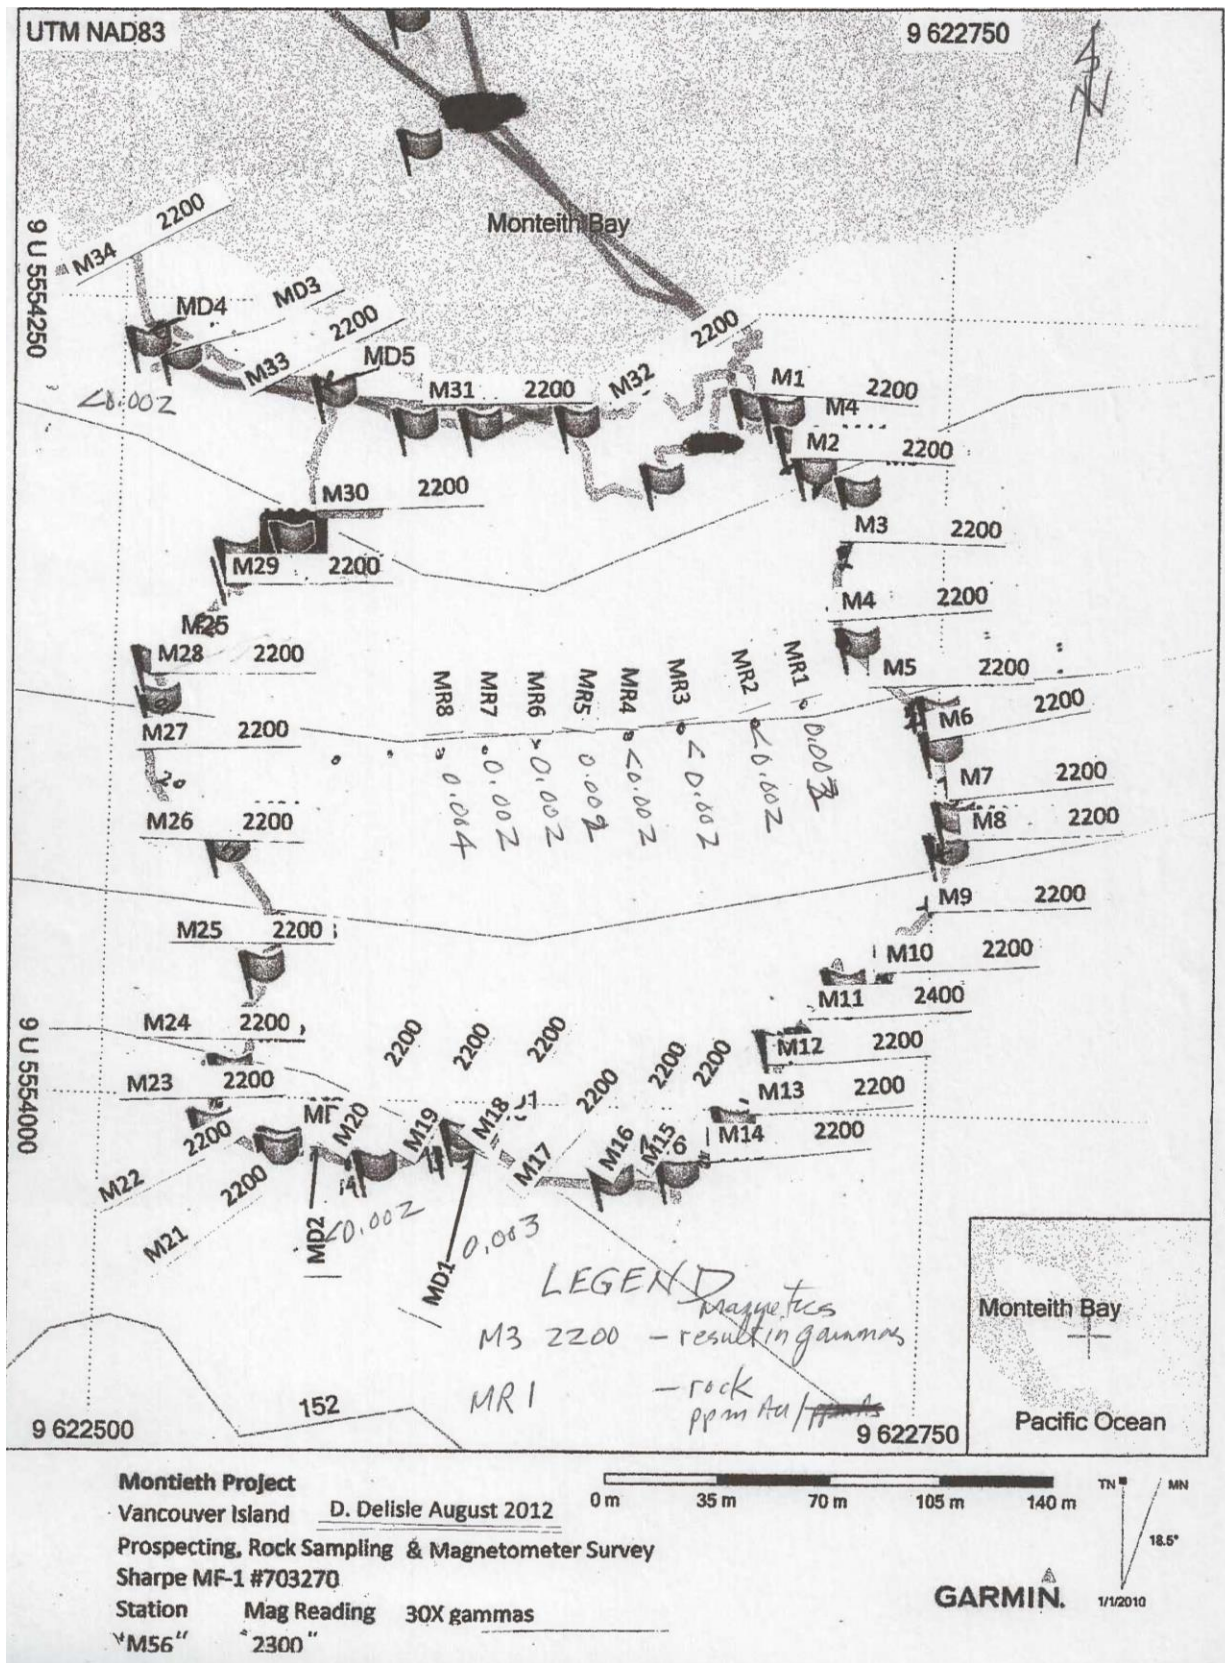 UTM NAD83
9 622750
N
Monteith Bay
9 U 5554250
M34 2200
MD4
MD3
M33 2200
MD5
<0.002
M31 2200
M32 2200
M1 2200
M4
M2 2200
M30 2200
M3 2200
M29 2200
M4 2200
M25
M28 2200
M5 2200
MR8
MR7
MR6
MR5
MR4
MR3
MR2
MR1
M6 2200
M27 2200
0.004
0.002
0.002
0.002
<0.002
<0.002
<0.002
0.003
M7 2200
20
M26 2200
M8 2200
M9 2200
M25 2200
M10 2200
M11 2400
9 U 5554000
M24 2200
2200
2200
2200
M12 2200
M23 2200
2200
2200
2200
M13 2200
M20
M19
M18
M17
M16
M15
6
M14 2200
M22 2200
M21 2200
MD2
<0.002
MD1
0.003
LEGEND
Magnetics
M3 2200 – result in gammas
MR1 – rock
ppm Au/
152
9 622500
9 622750
Monteith Bay
Pacific Ocean
Montieth Project
Vancouver Island D. Delisle August 2012
0 m 35 m 70 m 105 m 140 m
TN MN
18.5°
Prospecting, Rock Sampling & Magnetometer Survey
Sharpe MF-1 #703270
GARMIN.
1/1/2010
Station Mag Reading 30X gammas
"M56" "2300"